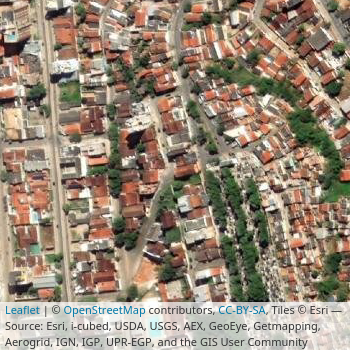 Leaflet | © OpenStreetMap contributors, CC-BY-SA, Tiles © Esri —
Source: Esri, i-cubed, USDA, USGS, AEX, GeoEye, Getmapping,
Aerogrid, IGN, IGP, UPR-EGP, and the GIS User Community